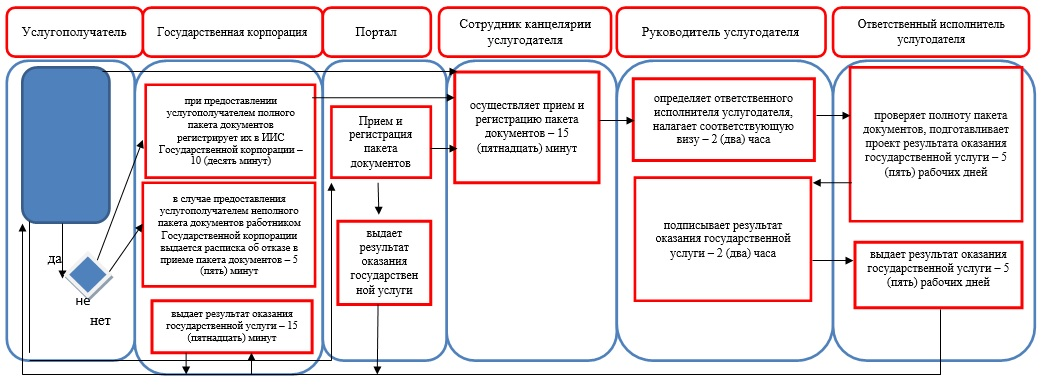 Услугополучатель
Государственная корпорация
Портал
Сотрудник канцелярии
услугодателя
Руководитель услугодателя
Ответственный исполнитель
услугодателя
да
не
нет
при предоставлении
услугополучателем полного
пакета документов
регистрирует их в ИИС
Государственной корпорации –
10 (десять минут)
в случае предоставления
услугополучателем неполного
пакета документов работником
Государственной корпорации
выдается расписка об отказе в
приеме пакета документов – 5
(пять) минут
выдает результат оказания
государственной услуги – 15
(пятнадцать) минут
Прием и
регистрация
пакета
документов
выдает
результат
оказания
государствен
ной услуги
осуществляет прием и
регистрацию пакета
документов – 15
(пятнадцать) минут
определяет ответственного
исполнителя услугодателя,
налагает соответствующую
визу – 2 (два) часа
подписывает результат
оказания государственной
услуги – 2 (два) часа
проверяет полноту пакета
документов, подготавливает
проект результата оказания
государственной услуги – 5
(пять) рабочих дней
выдает результат оказания
государственной услуги – 5
(пять) рабочих дней